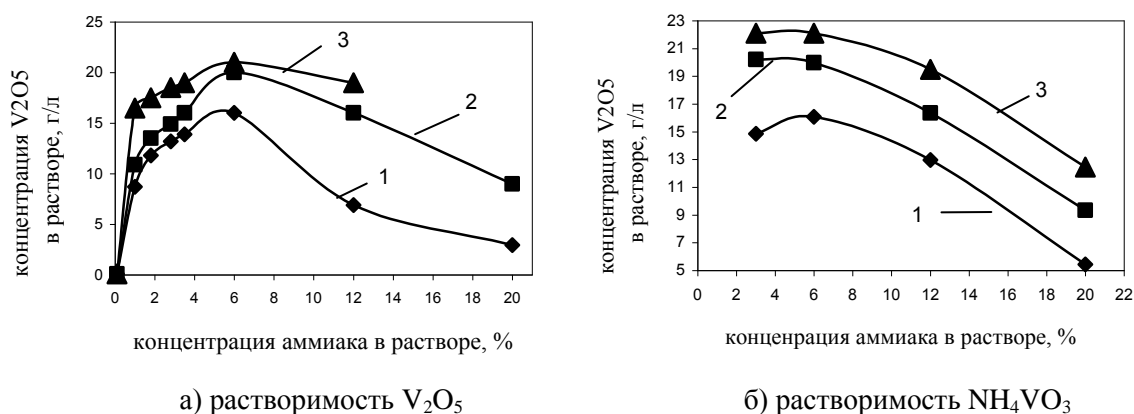 концентрация V2O5
в растворе, г/л
25
20
15
10
5
0
0 2 4 6 8 10 12 14 16 18 20
3
2
1
концентрация аммиака в растворе, %
а) растворимость V₂O₅
концентрация V2O5
в растворе, г/л
23
21
19
17
15
13
11
9
7
5
0 2 4 6 8 10 12 14 16 18 20 22
2
3
1
концентрация аммиака в растворе, %
б) растворимость NH₄VO₃